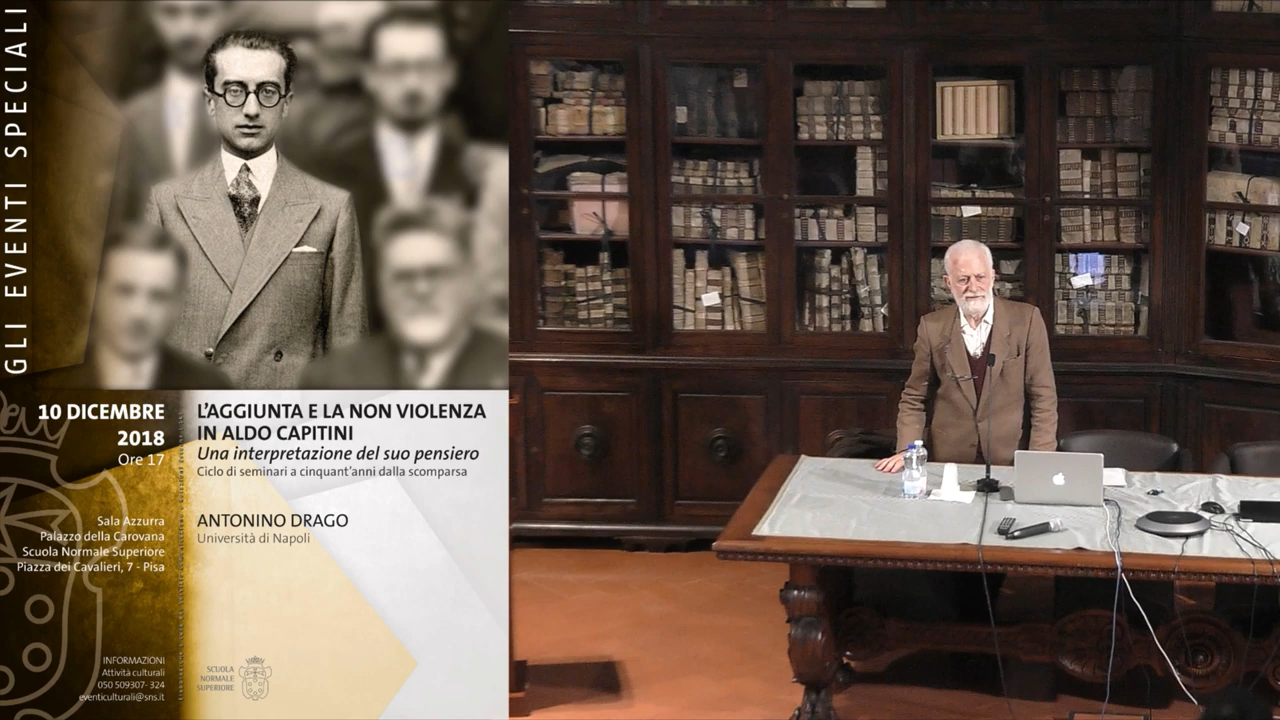 GLI EVENTI SPECIALI
10 DICEMBRE
2018
Ore 17
Sala Azzurra
Palazzo della Carovana
Scuola Normale Superiore
Piazza dei Cavalieri, 7 - Pisa
INFORMAZIONI
Attività culturali
050 509307- 324
eventiculturali@sns.it
L'AGGIUNTA E LA NON VIOLENZA
IN ALDO CAPITINI
Una interpretazione del suo pensiero
Ciclo di seminari a cinquant'anni dalla scomparsa
ANTONINO DRAGO
Università di Napoli
SCUOLA
NORMALE
SUPERIORE